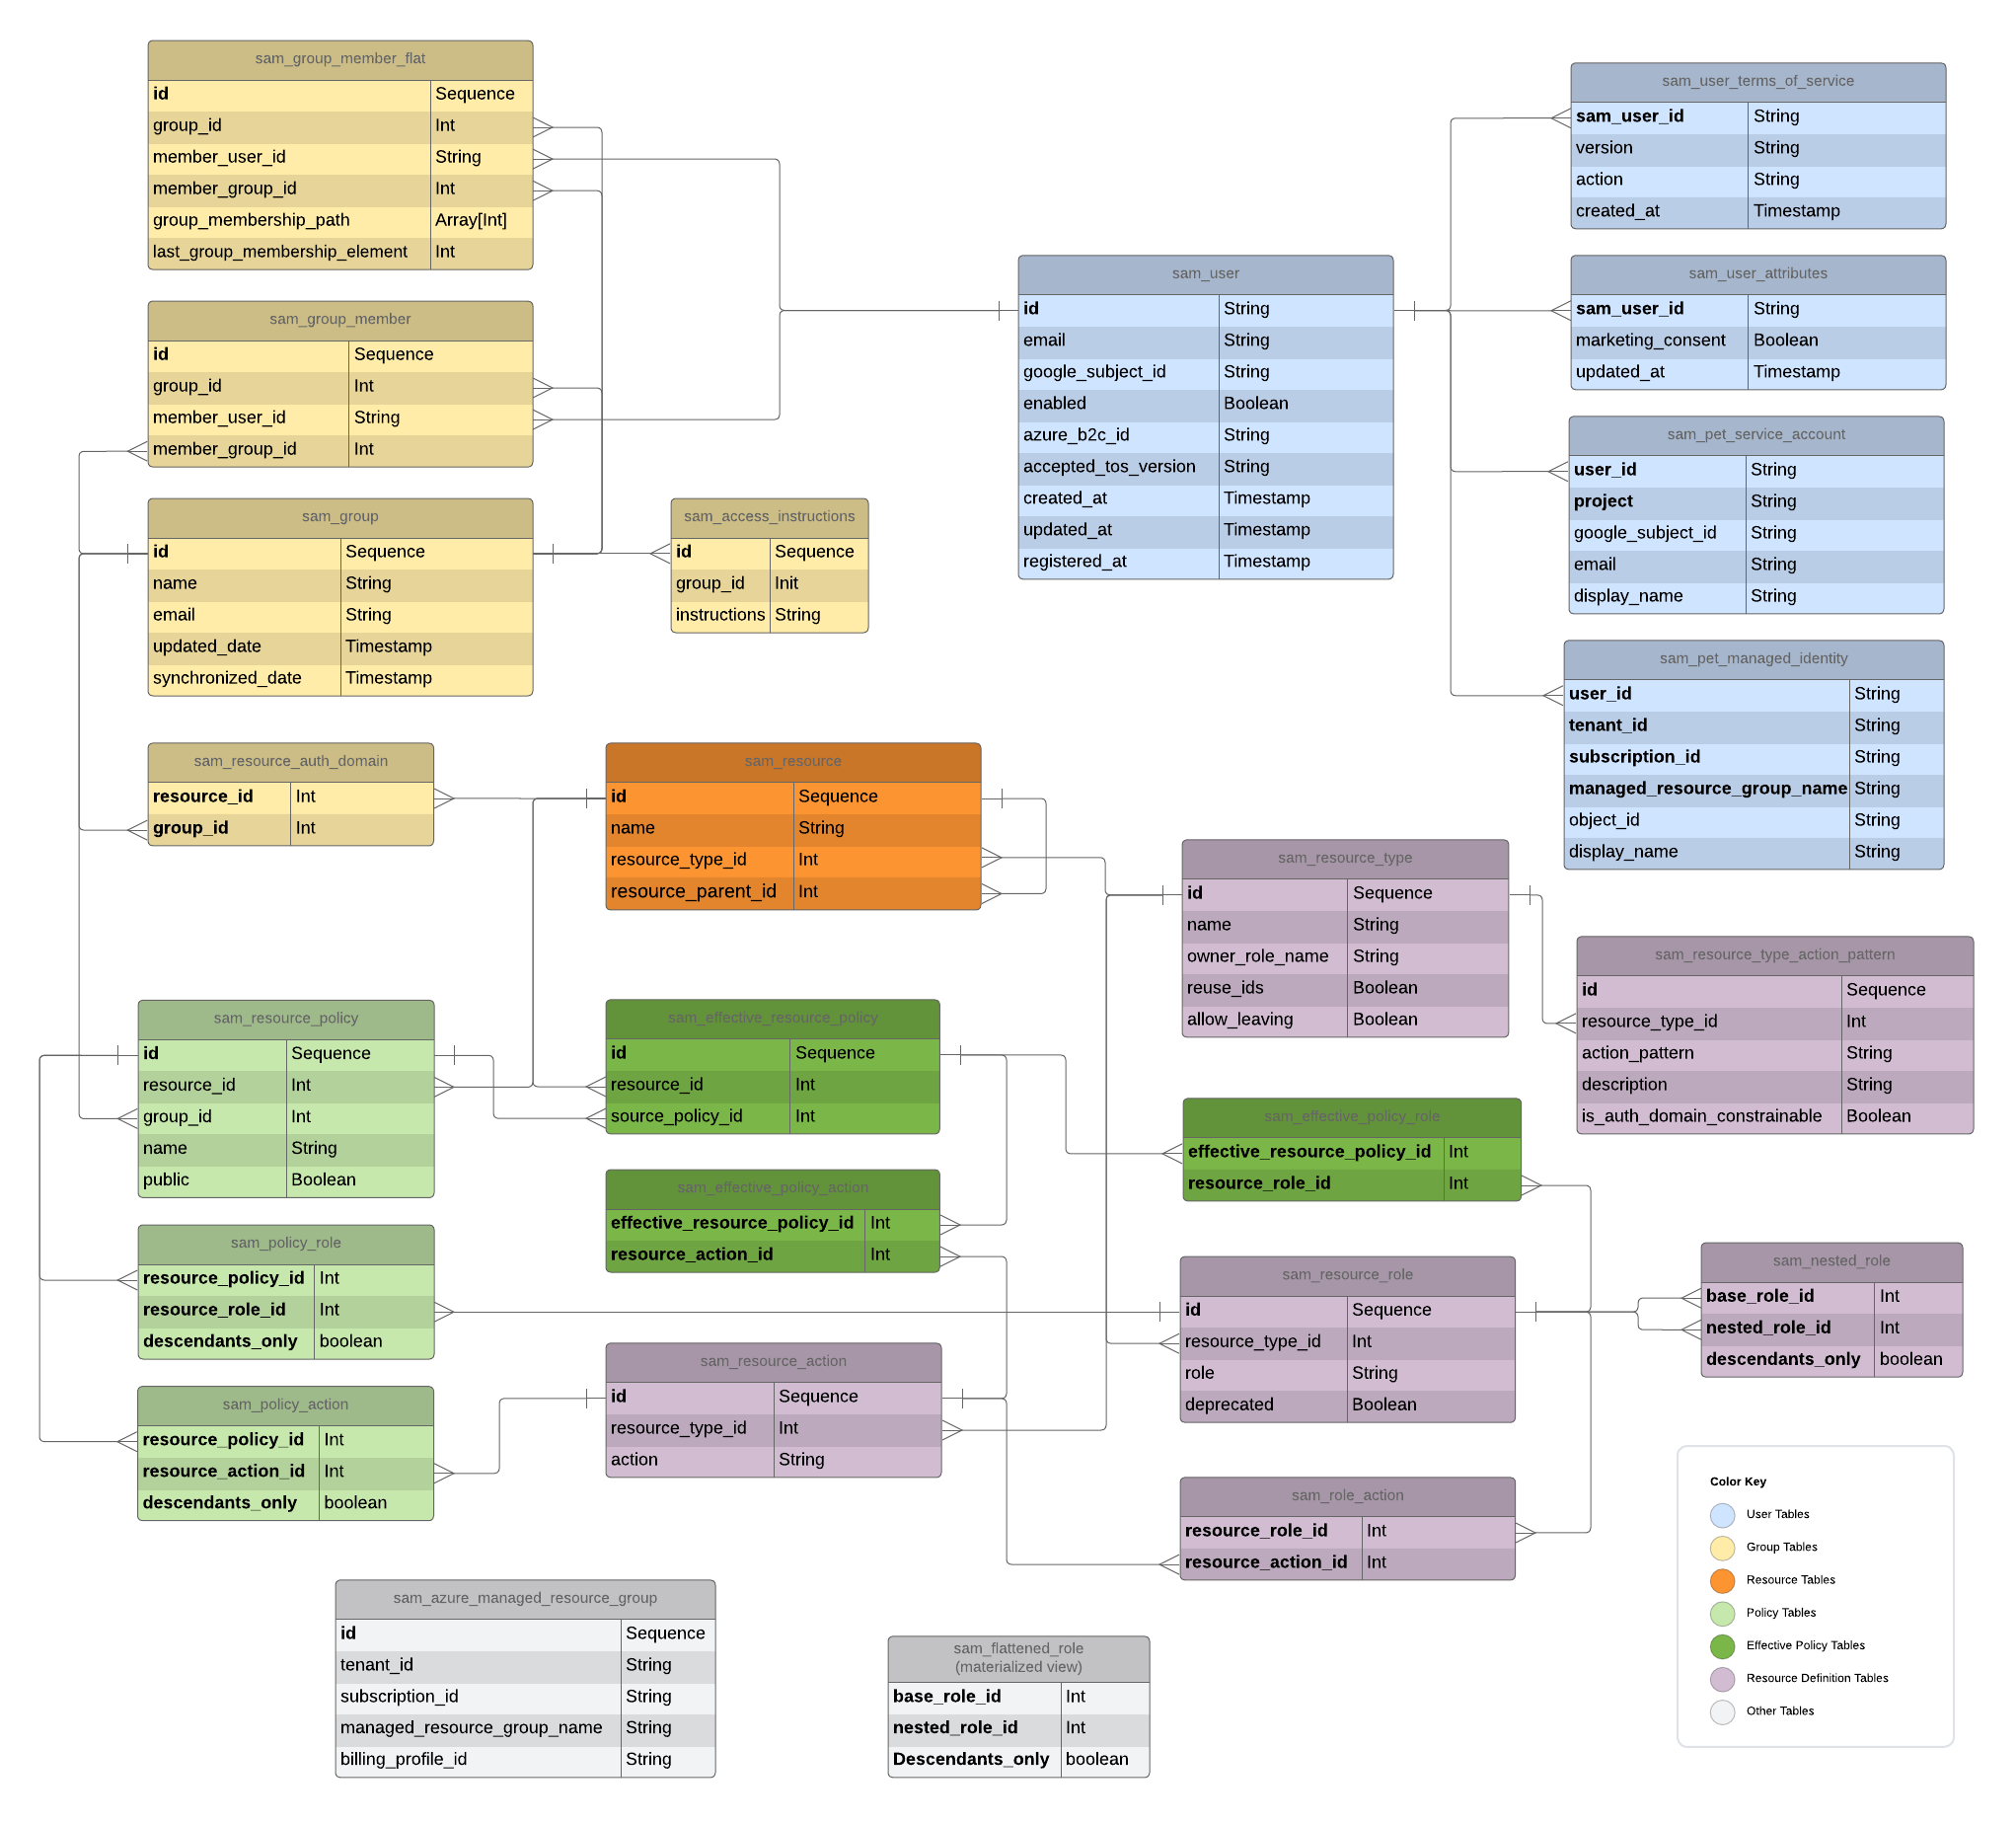 sam_group_member_flat
id Sequence
group_id Int
member_user_id String
member_group_id Int
group_membership_path Array[Int]
last_group_membership_element Int
sam_group_member
id Sequence
group_id Int
member_user_id String
member_group_id Int
sam_group
id Sequence
name String
email String
updated_date Timestamp
synchronized_date Timestamp
sam_access_instructions
id Sequence
group_id Init
instructions String
sam_user
id String
email String
google_subject_id String
enabled Boolean
azure_b2c_id String
accepted_tos_version String
created_at Timestamp
updated_at Timestamp
registered_at Timestamp
sam_user_terms_of_service
sam_user_id String
version String
action String
created_at Timestamp
sam_user_attributes
sam_user_id String
marketing_consent Boolean
updated_at Timestamp
sam_pet_service_account
user_id String
project String
google_subject_id String
email String
display_name String
sam_pet_managed_identity
user_id String
tenant_id String
subscription_id String
managed_resource_group_name String
object_id String
display_name String
sam_resource_auth_domain
resource_id Int
group_id Int
sam_resource
id Sequence
name String
resource_type_id Int
resource_parent_id Int
sam_resource_type
id Sequence
name String
owner_role_name String
reuse_ids Boolean
allow_leaving Boolean
sam_resource_type_action_pattern
id Sequence
resource_type_id Int
action_pattern String
description String
is_auth_domain_constrainable Boolean
sam_resource_policy
id Sequence
resource_id Int
group_id Int
name String
public Boolean
sam_effective_resource_policy
id Sequence
resource_id Int
source_policy_id Int
sam_effective_policy_role
effective_resource_policy_id Int
resource_role_id Int
sam_effective_policy_action
effective_resource_policy_id Int
resource_action_id Int
sam_policy_role
resource_policy_id Int
resource_role_id Int
descendants_only boolean
sam_resource_role
id Sequence
resource_type_id Int
role String
deprecated Boolean
sam_nested_role
base_role_id Int
nested_role_id Int
descendants_only boolean
sam_policy_action
resource_policy_id Int
resource_action_id Int
descendants_only boolean
sam_resource_action
id Sequence
resource_type_id Int
action String
sam_role_action
resource_role_id Int
resource_action_id Int
sam_azure_managed_resource_group
id Sequence
tenant_id String
subscription_id String
managed_resource_group_name String
billing_profile_id String
sam_flattened_role
(materialized view)
base_role_id Int
nested_role_id Int
Descendants_only boolean
Color Key
User Tables
Group Tables
Resource Tables
Policy Tables
Effective Policy Tables
Resource Definition Tables
Other Tables